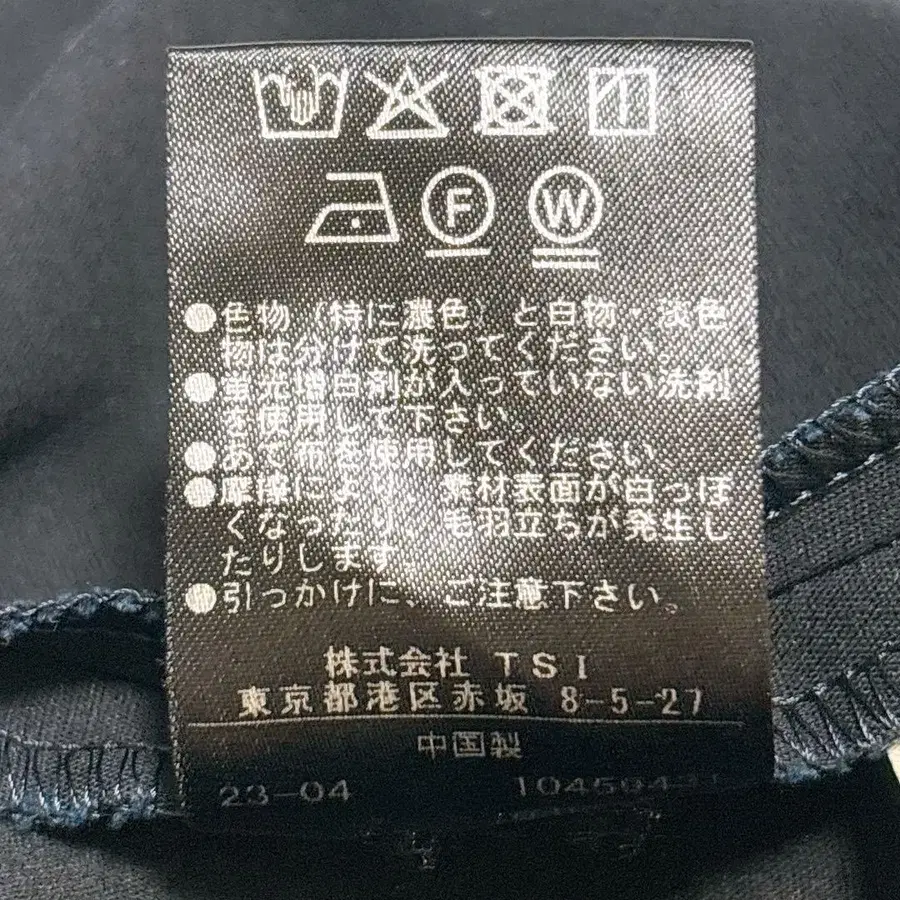 F W
●色物（特に濃色）と白物・淡色
物は分けて洗ってください。
●蛍光増白剤が入っていない洗剤
を使用して下さい。
●あて布を使用してください。
●摩擦により、素材表面が白っぽ
くなったり、毛羽立ちが発生し
たりします。
●引っかけに、ご注意下さい。
株式会社 TSI
東京都港区赤坂 8-5-27
中国製
23-04